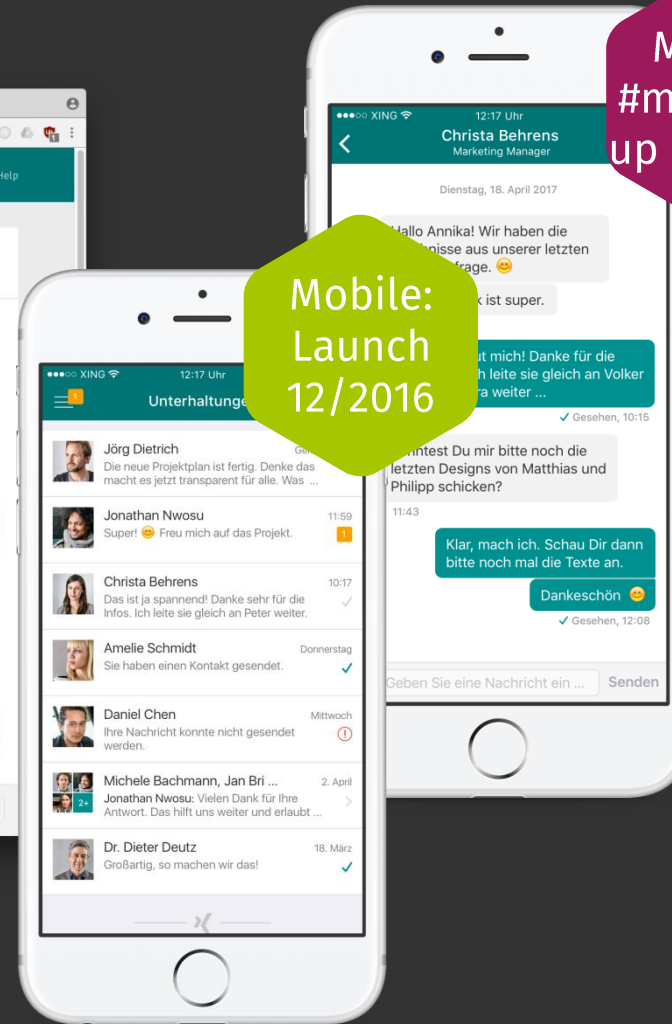 Help
XING
12:17 Uhr
Unterhaltunge
1
Jörg Dietrich
Die neue Projektplan ist fertig. Denke das
macht es jetzt transparent für alle. Was ...
Jonathan Nwosu
11:59
Super! 😊 Freu mich auf das Projekt.
1
Christa Behrens
10:17
Das ist ja spannend! Danke sehr für die
Infos. Ich leite sie gleich an Peter weiter.
Amelie Schmidt
Donnerstag
Sie haben einen Kontakt gesendet.
Daniel Chen
Mittwoch
Ihre Nachricht konnte nicht gesendet
werden.
Michele Bachmann, Jan Bri ...
2. April
2+
Jonathan Nwosu: Vielen Dank für Ihre
Antwort. Das hilft uns weiter und erlaubt ...
Dr. Dieter Deutz
18. März
Großartig, so machen wir das!
Mobile:
Launch
12/2016
XING
12:17 Uhr
Christa Behrens
Marketing Manager
Dienstag, 18. April 2017
Hallo Annika! Wir haben die
nisse aus unserer letzten
frage. 😊
ist super.
ut mich! Danke für die
h leite sie gleich an Volker
ra weiter ...
✓ Gesehen, 10:15
ntest Du mir bitte noch die
letzten Designs von Matthias und
Philipp schicken?
11:43
Klar, mach ich. Schau Dir dann
bitte noch mal die Texte an.
Dankeschön 😊
✓ Gesehen, 12:08
Geben Sie eine Nachricht ein ...
Senden
M
#m
up